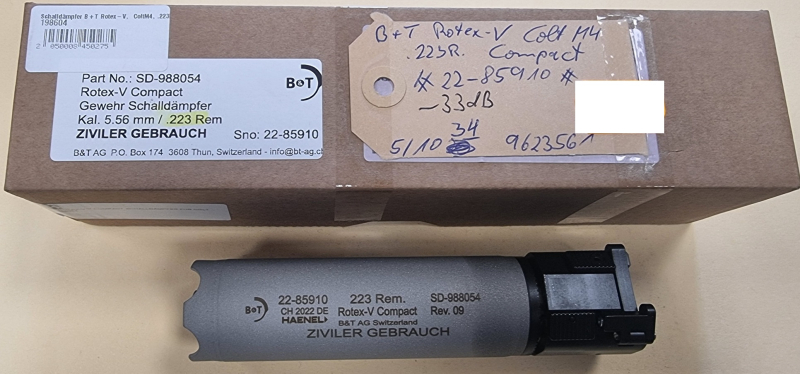 Schalldämpfer B+T Rotex-V, ColtM4, .223
198604
2 050008 450275
Part No.: SD-988054
Rotex-V Compact
Gewehr Schalldämpfer
Kal. 5.56 mm / .223 Rem
ZIVILER GEBRAUCH
Sno: 22-85910
B&T AG P.O. Box 174 3608 Thun, Switzerland - info@bt-ag.ch
B&T
B+T Rotex-V Colt M4
.223R. Compact
# 22-85910 #
-33dB
34
5/10
9623561
B&T
22-85910
CH 2022 DE
HAENEL
223 Rem.
Rotex-V Compact
B&T AG Switzerland
SD-988054
Rev. 09
ZIVILER GEBRAUCH